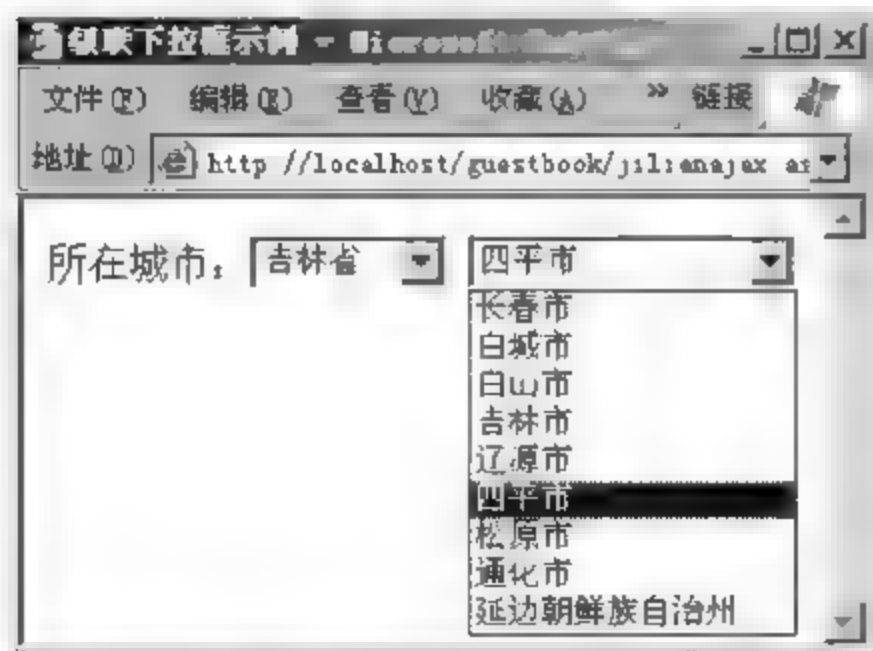 级联下拉框示例 - Microsoft
文件(F) 编辑(E) 查看(V) 收藏(A) » 链接
地址(D) http //localhost/guestbook/jilianajax as
所在城市: 吉林省 四平市
长春市
白城市
白山市
吉林市
辽源市
四平市
松原市
通化市
延边朝鲜族自治州